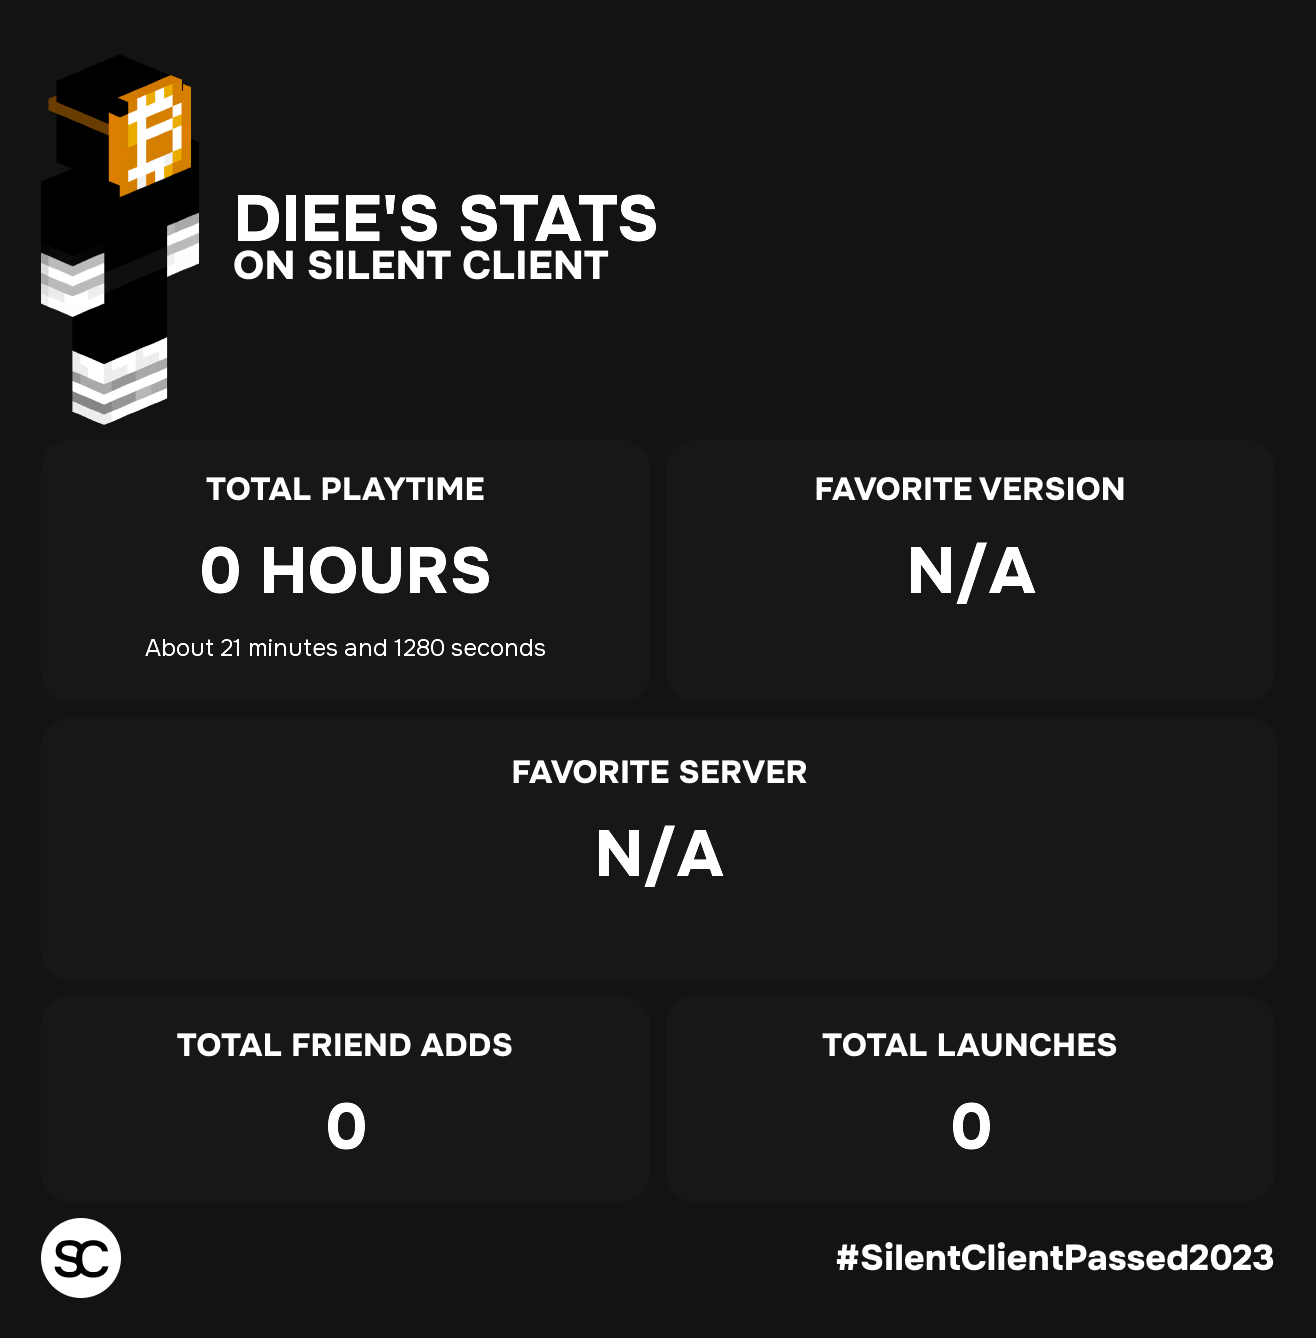 DIEE'S STATS
ON SILENT CLIENT
TOTAL PLAYTIME
0 HOURS
About 21 minutes and 1280 seconds
FAVORITE VERSION
N/A
FAVORITE SERVER
N/A
TOTAL FRIEND ADDS
0
TOTAL LAUNCHES
0
SC
#SilentClientPassed2023